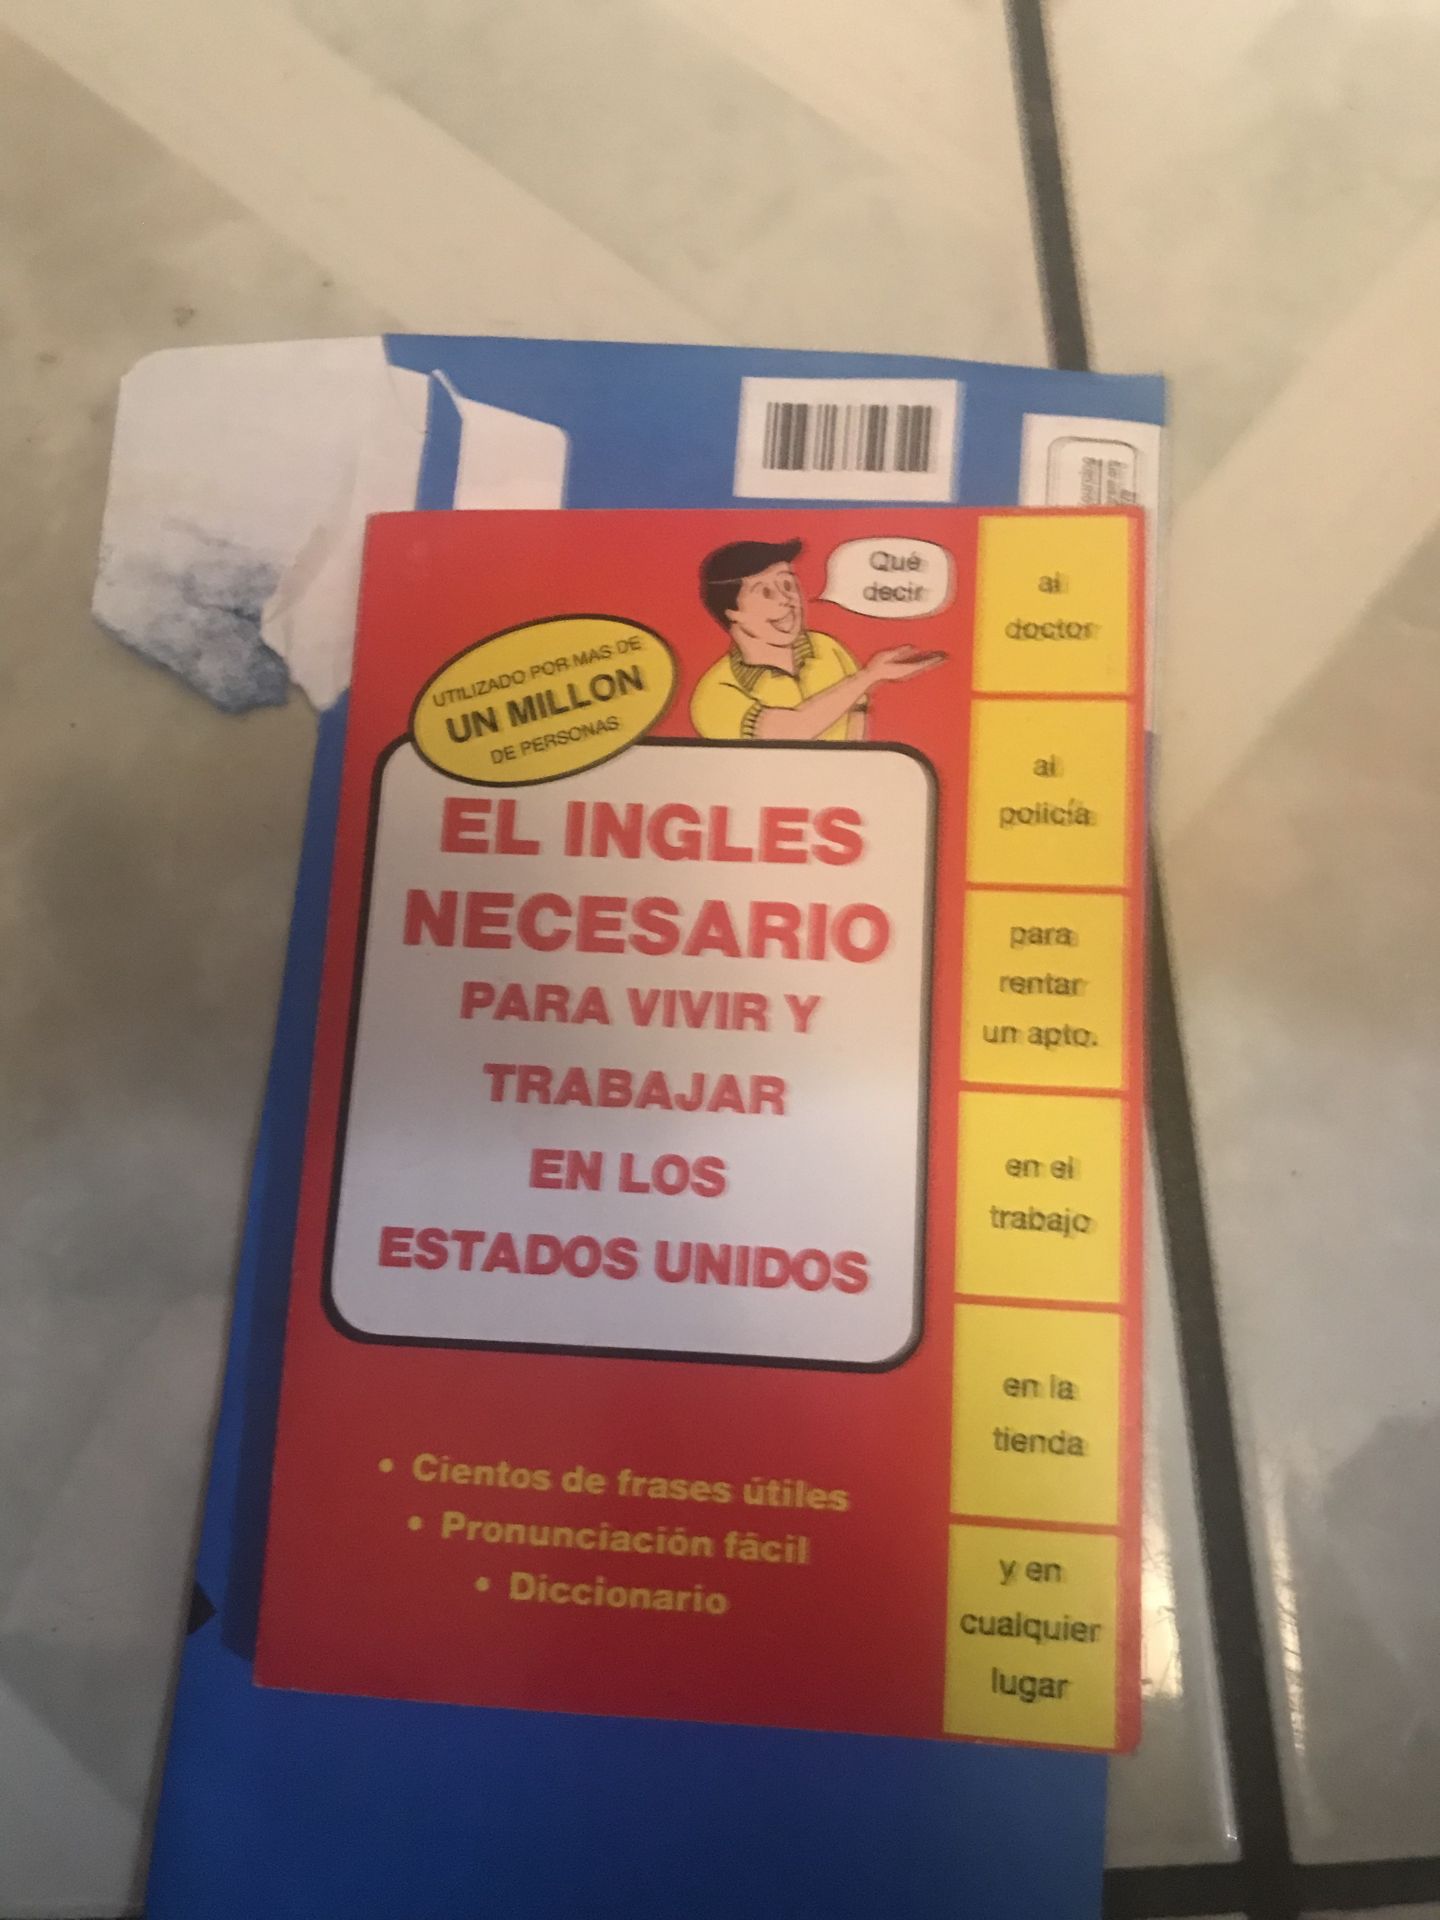 Qué
decir
al
doctor
al
policía
para
rentar
un apto.
en el
trabajo
en la
tienda
y en
cualquier
lugar
UTILIZADO POR MAS DE
UN MILLON
DE PERSONAS
EL INGLES
NECESARIO
PARA VIVIR Y
TRABAJAR
EN LOS
ESTADOS UNIDOS
• Cientos de frases útiles
• Pronunciación fácil
• Diccionario